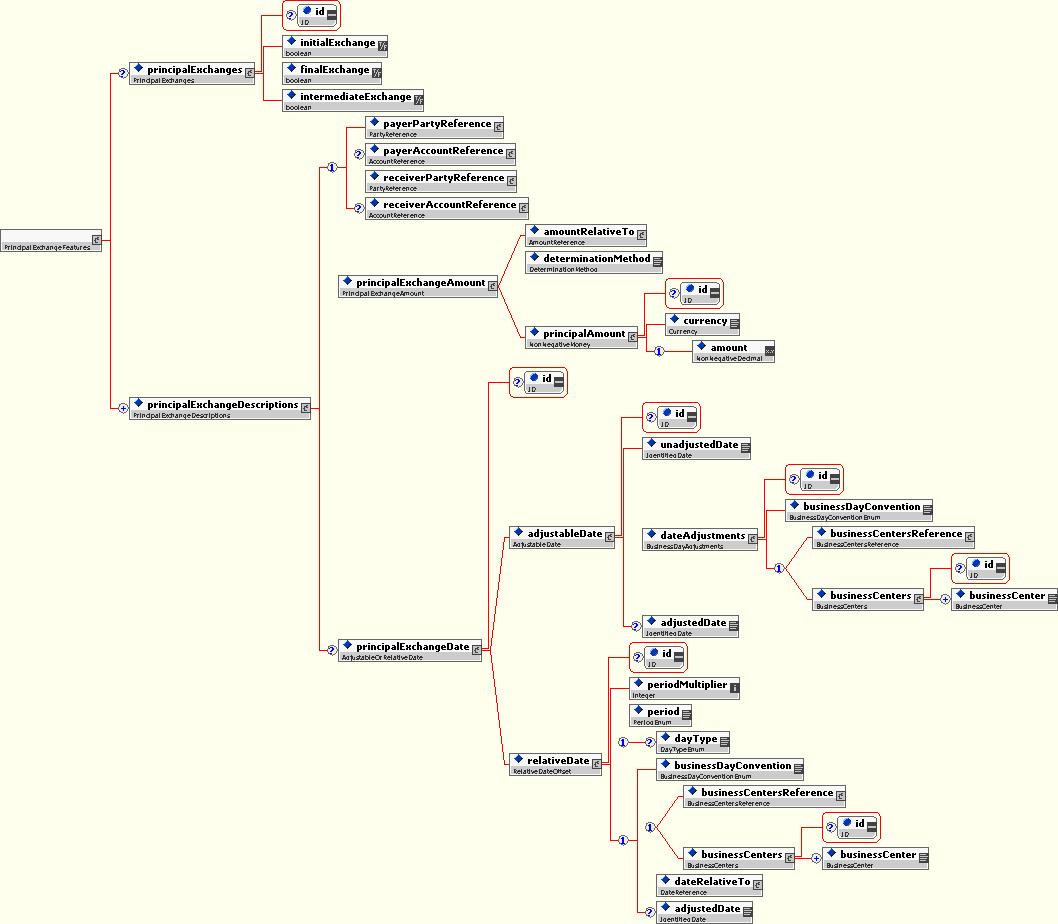 id
ID
initialExchange
boolean
principalExchanges
PrincipalExchanges
finalExchange
boolean
intermediateExchange
boolean
payerPartyReference
PartyReference
payerAccountReference
AccountReference
receiverPartyReference
PartyReference
receiverAccountReference
AccountReference
PrincipalExchangeFeatures
amountRelativeTo
AmountReference
determinationMethod
DeterminationMethod
principalExchangeAmount
PrincipalExchangeAmount
id
ID
currency
Currency
principalAmount
NonNegativeMoney
amount
NonNegativeDecimal
principalExchangeDescriptions
PrincipalExchangeDescriptions
id
ID
id
ID
unadjustedDate
IdentifiedDate
adjustableDate
AdjustableDate
id
ID
businessDayConvention
BusinessDayConventionEnum
dateAdjustments
BusinessDayAdjustments
businessCentersReference
BusinessCentersReference
id
ID
businessCenters
BusinessCenters
businessCenter
BusinessCenter
adjustedDate
IdentifiedDate
principalExchangeDate
AdjustableOrRelativeDate
id
ID
periodMultiplier
Integer
period
PeriodEnum
dayType
DayTypeEnum
relativeDate
RelativeDateOffset
businessDayConvention
BusinessDayConventionEnum
businessCentersReference
BusinessCentersReference
id
ID
businessCenters
BusinessCenters
businessCenter
BusinessCenter
dateRelativeTo
DateReference
adjustedDate
IdentifiedDate